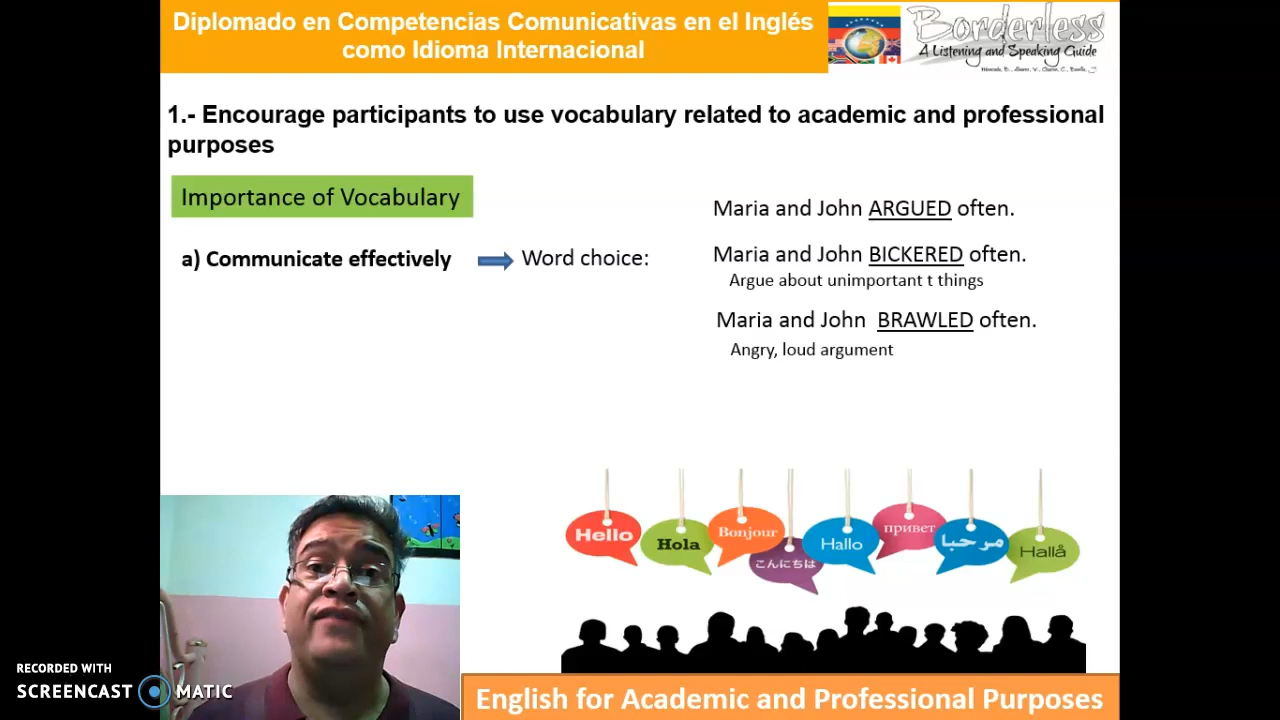 Diplomado en Competencias Comunicativas en el Inglés
como Idioma Internacional
Borderless
A Listening and Speaking Guide
1.- Encourage participants to use vocabulary related to academic and professional
purposes
Importance of Vocabulary
a) Communicate effectively
Word choice:
Maria and John ARGUED often.
Maria and John BICKERED often.
Argue about unimportant t things
Maria and John BRAWLED often.
Angry, loud argument
Hello
Hola
Bonjour
こんにちは
Hallo
привет
مرحبا
Hallå
RECORDED WITH
SCREENCAST MATIC
English for Academic and Professional Purposes